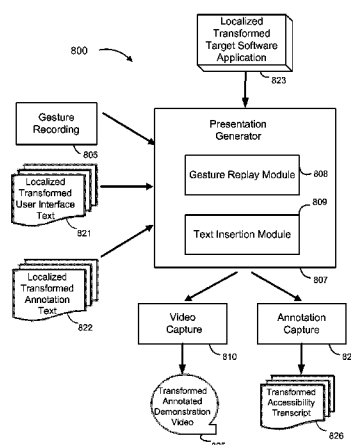 800
Localized
Transformed
Target Software
Application
823
Gesture
Recording
805
Presentation
Generator
Gesture Replay Module
808
809
Text Insertion Module
807
Localized
Transformed
User Interface
Text
821
Localized
Transformed
Annotation
Text
822
Video
Capture
810
Annotation
Capture
Transformed
Annotated
Demonstration
Video
Transformed
Accessibility
Transcript
826